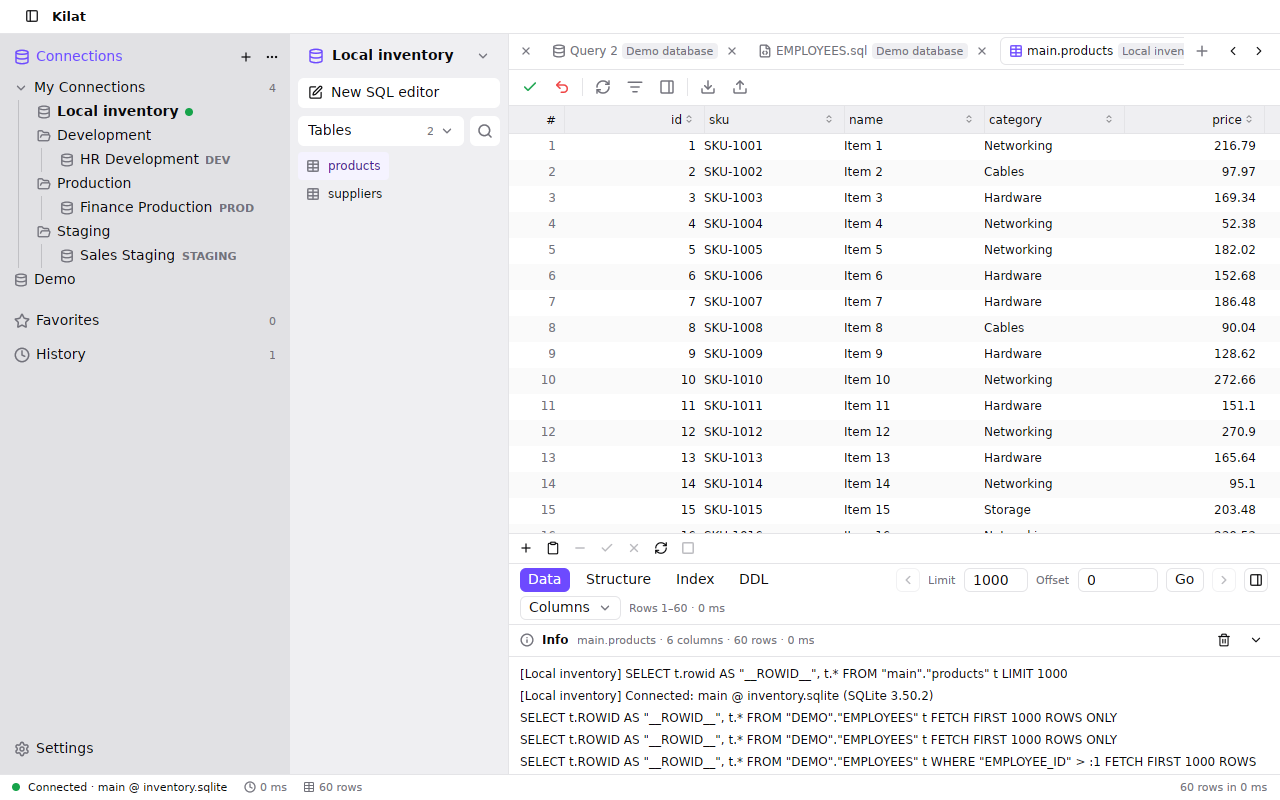 Kilat
Connections
My Connections 4
Local inventory
Development
HR Development DEV
Production
Finance Production PROD
Staging
Sales Staging STAGING
Demo
Favorites 0
History 1
Settings
Local inventory
New SQL editor
Tables 2
products
suppliers
Query 2 Demo database
EMPLOYEES.sql Demo database
main.products Local inven
# id sku name category price
1 1 SKU-1001 Item 1 Networking 216.79
2 2 SKU-1002 Item 2 Cables 97.97
3 3 SKU-1003 Item 3 Hardware 169.34
4 4 SKU-1004 Item 4 Networking 52.38
5 5 SKU-1005 Item 5 Networking 182.02
6 6 SKU-1006 Item 6 Hardware 152.68
7 7 SKU-1007 Item 7 Hardware 186.48
8 8 SKU-1008 Item 8 Cables 90.04
9 9 SKU-1009 Item 9 Hardware 128.62
10 10 SKU-1010 Item 10 Networking 272.66
11 11 SKU-1011 Item 11 Hardware 151.1
12 12 SKU-1012 Item 12 Networking 270.9
13 13 SKU-1013 Item 13 Hardware 165.64
14 14 SKU-1014 Item 14 Networking 95.1
15 15 SKU-1015 Item 15 Storage 203.48
Data Structure Index DDL Limit 1000 Offset 0 Go
Columns Rows 1–60 · 0 ms
Info main.products · 6 columns · 60 rows · 0 ms
[Local inventory] SELECT t.rowid AS "__ROWID__", t.* FROM "main"."products" t LIMIT 1000
[Local inventory] Connected: main @ inventory.sqlite (SQLite 3.50.2)
SELECT t.ROWID AS "__ROWID__", t.* FROM "DEMO"."EMPLOYEES" t FETCH FIRST 1000 ROWS ONLY
SELECT t.ROWID AS "__ROWID__", t.* FROM "DEMO"."EMPLOYEES" t FETCH FIRST 1000 ROWS ONLY
SELECT t.ROWID AS "__ROWID__", t.* FROM "DEMO"."EMPLOYEES" t WHERE "EMPLOYEE_ID" > :1 FETCH FIRST 1000 ROWS
Connected · main @ inventory.sqlite 0 ms 60 rows 60 rows in 0 ms